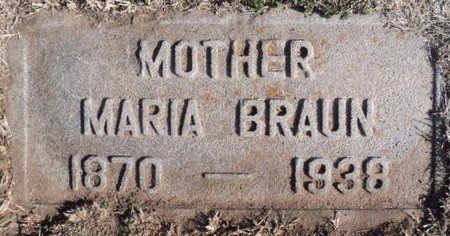 MOTHER
MARIA BRAUN
1870 — 1938